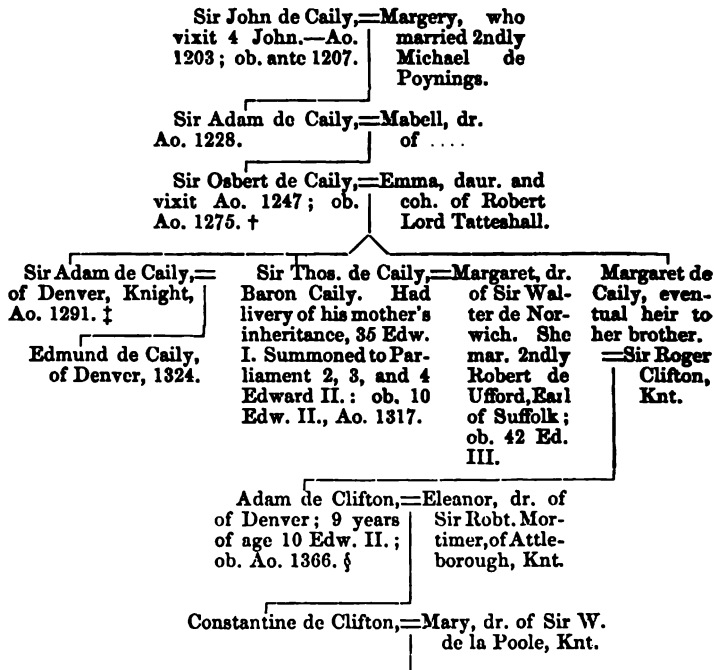 Sir John de Caily,=Margery, who
vixit 4 John.—Ao. married 2ndly
1203; ob. ante 1207. Michael de
Poynings.
Sir Adam de Caily,=Mabell, dr.
Ao. 1228. of ....
Sir Osbert de Caily,=Emma, daur. and
vixit Ao. 1247; ob. coh. of Robert
Ao. 1275. † Lord Tatteshall.
Sir Adam de Caily,=
of Denver, Knight,
Ao. 1291. ‡
Edmund de Caily,
of Denver, 1324.
Sir Thos. de Caily,=
Baron Caily. Had
livery of his mother's
inheritance, 35 Edw.
I. Summoned to Par-
liament 2, 3, and 4
Edward II.: ob. 10
Edw. II., Ao. 1317.
Margaret, dr.
of Sir Wal-
ter de Nor-
wich. She
mar. 2ndly
Robert de
Ufford, Earl
of Suffolk;
ob. 42 Ed.
III.
Margaret de
Caily, even-
tual heir to
her brother.
=Sir Roger
Clifton,
Knt.
Adam de Clifton,=Eleanor, dr. of
of Denver; 9 years Sir Robt. Mor-
of age 10 Edw. II.; timer, of Attle-
ob. Ao. 1366. § borough, Knt.
Constantine de Clifton,=Mary, dr. of Sir W.
de la Poole, Knt.